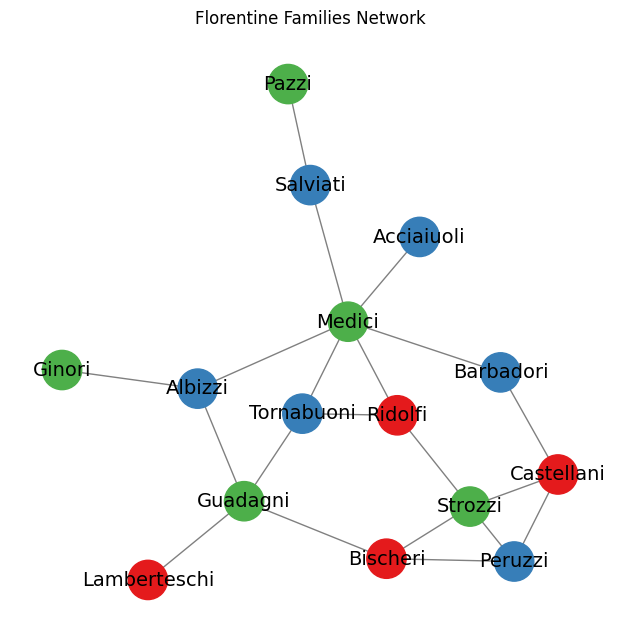 Florentine Families Network
Pazzi
Salviati
Acciaiuoli
Medici
Ginori
Albizzi
Barbadori
Tornabuoni
Ridolfi
Castellani
Guadagni
Strozzi
Bischeri
Peruzzi
Lamberteschi